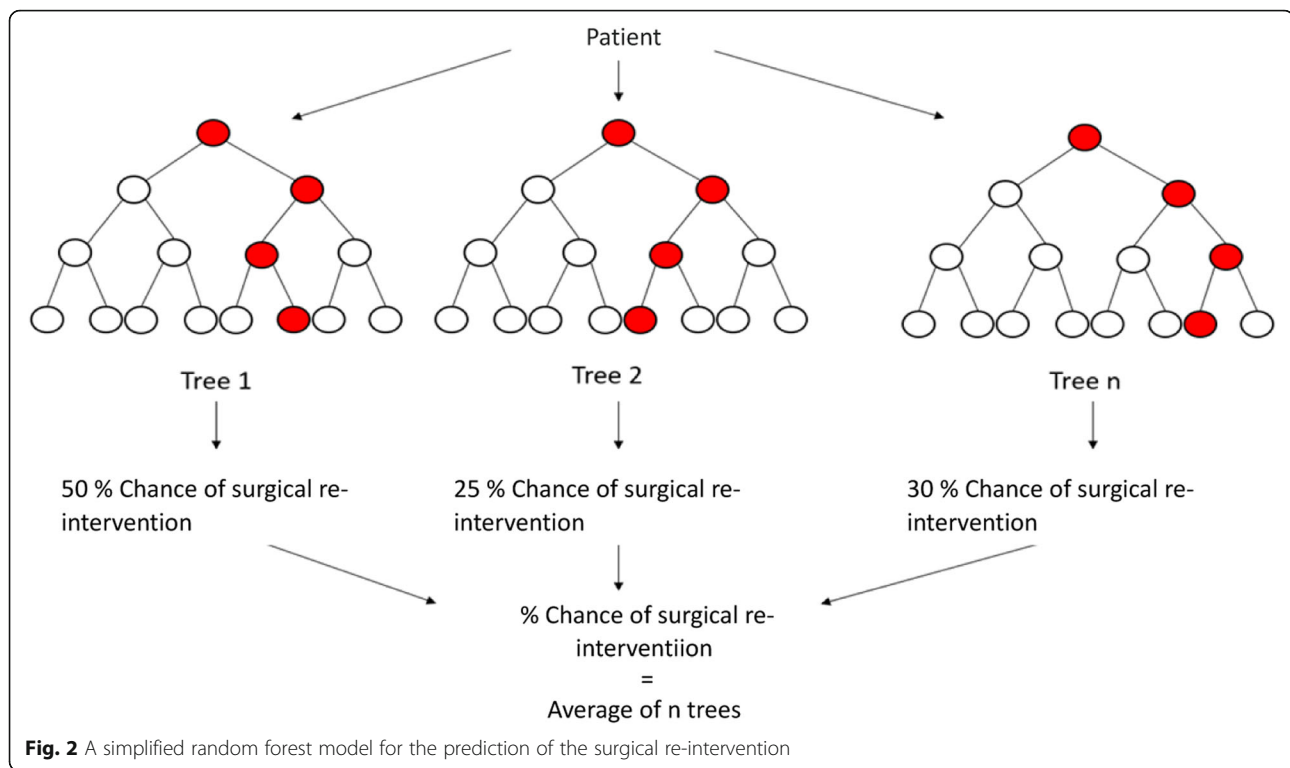 Patient
Tree 1
Tree 2
Tree n
50 % Chance of surgical re-
intervention
25 % Chance of surgical re-
intervention
30 % Chance of surgical re-
intervention
% Chance of surgical re-
interventiion
=
Average of n trees
Fig. 2 A simplified random forest model for the prediction of the surgical re-intervention